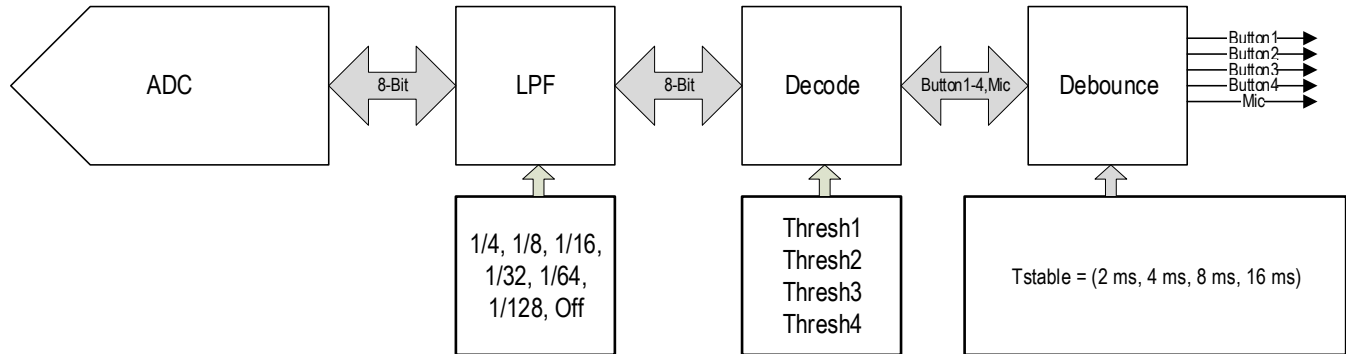 ADC
8-Bit
LPF
8-Bit
Decode
Button1-4,Mic
Debounce
Button1
Button2
Button3
Button4
Mic
1/4, 1/8, 1/16,
1/32, 1/64,
1/128, Off
Thresh1
Thresh2
Thresh3
Thresh4
Tstable = (2 ms, 4 ms, 8 ms, 16 ms)